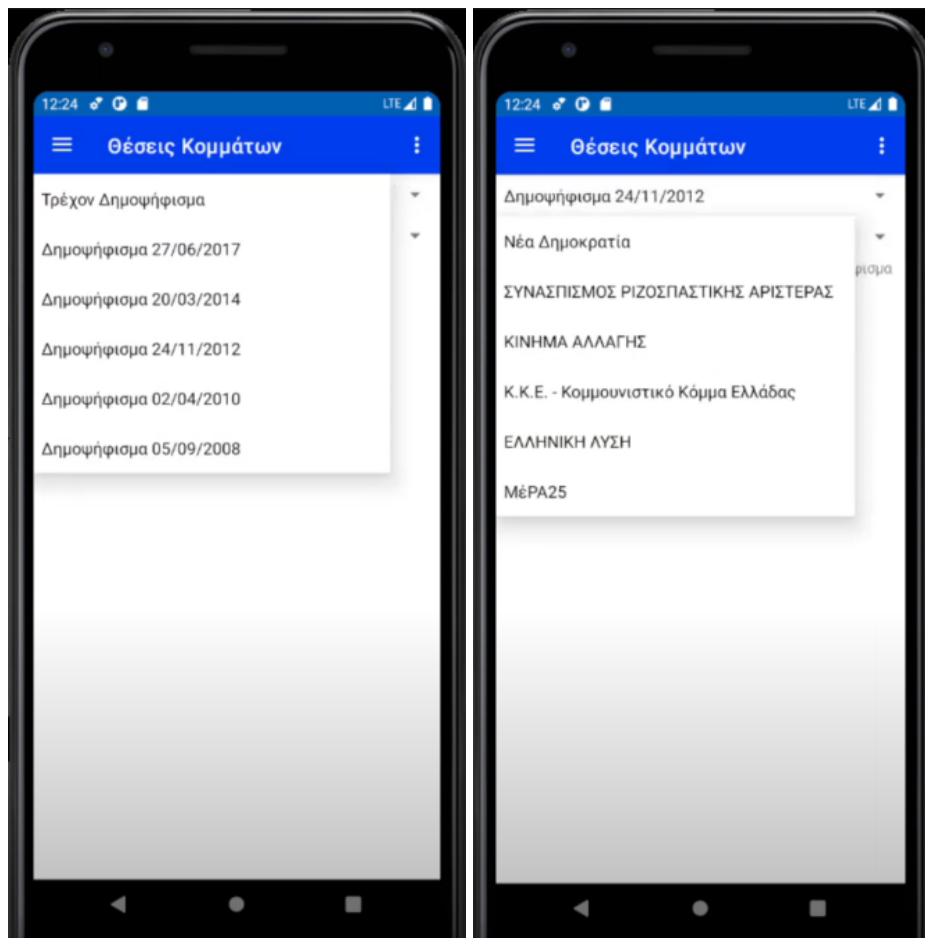 12:24 LTE
Θέσεις Κομμάτων
Τρέχον Δημοψήφισμα
Δημοψήφισμα 27/06/2017
Δημοψήφισμα 20/03/2014
Δημοψήφισμα 24/11/2012
Δημοψήφισμα 02/04/2010
Δημοψήφισμα 05/09/2008
12:24 LTE
Θέσεις Κομμάτων
Δημοψήφισμα 24/11/2012
Νέα Δημοκρατία
φισμα
ΣΥΝΑΣΠΙΣΜΟΣ ΡΙΖΟΣΠΑΣΤΙΚΗΣ ΑΡΙΣΤΕΡΑΣ
ΚΙΝΗΜΑ ΑΛΛΑΓΗΣ
Κ.Κ.Ε. - Κομμουνιστικό Κόμμα Ελλάδας
ΕΛΛΗΝΙΚΗ ΛΥΣΗ
ΜέΡΑ25